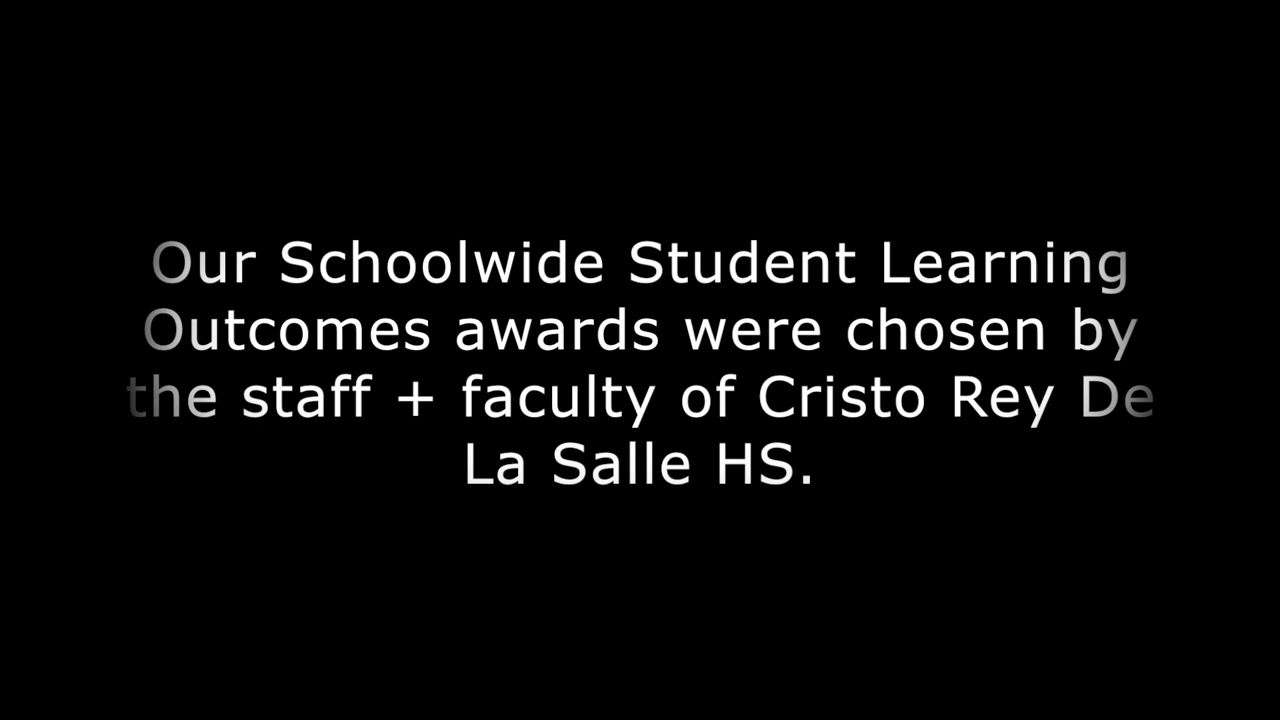 Our Schoolwide Student Learning
Outcomes awards were chosen by
the staff + faculty of Cristo Rey De
La Salle HS.